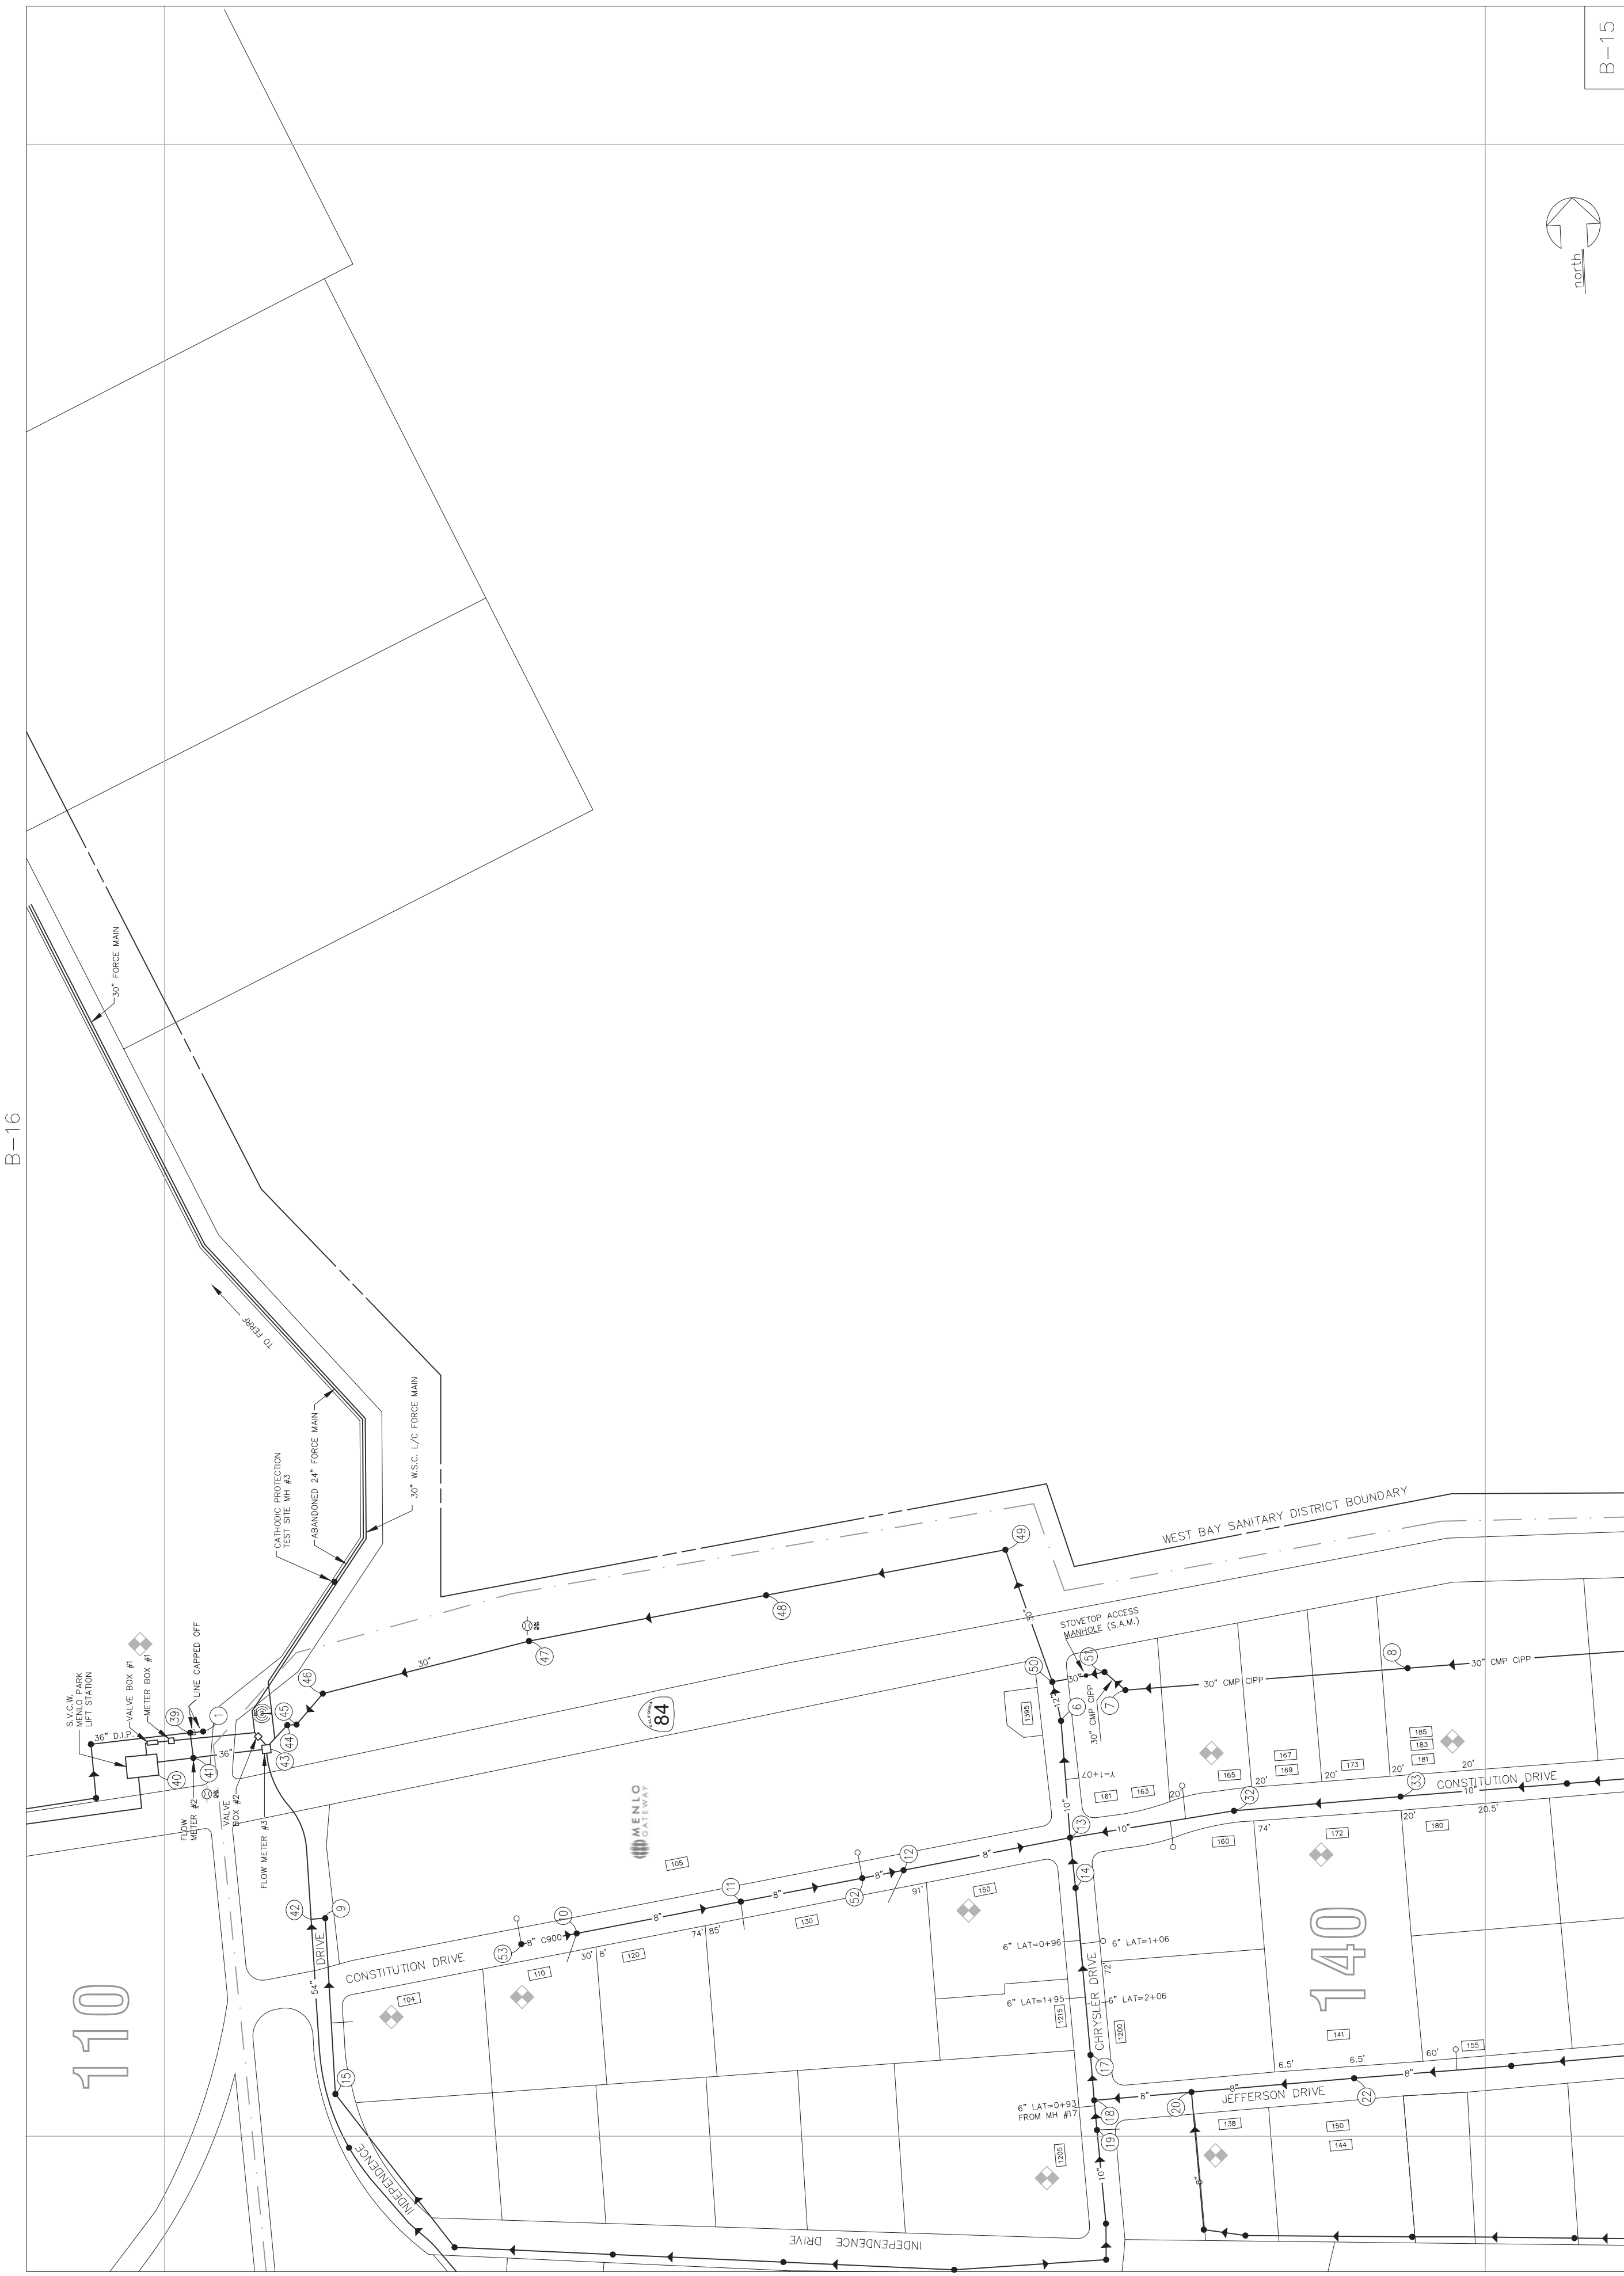 B-15
north
B-16
30" FORCE MAIN
TO FERRF
CATHODIC PROTECTION
TEST SITE MH #3
ABANDONED 24" FORCE MAIN
30" W.S.C. L/C FORCE MAIN
S.V.C.W.
MENLO PARK
LIFT STATION
VALVE BOX #1
METER BOX #1
LINE CAPPED OFF
36" D.I.P.
39
1
40
41
36"
FLOW
METER #2
VALVE
BOX #2
FLOW METER #3
43
44
45
46
30"
47
48
49
WEST BAY SANITARY DISTRICT BOUNDARY
STOVETOP ACCESS
MANHOLE (S.A.M.)
50
51
30"
30"
12"
6
7
30" CMP CIPP
30" CMP CIPP
8
30" CMP CIPP
1395
CALIFORNIA
84
MENLO
GATEWAY
105
Y=1+07
10"
161
163
165
167
169
173
185
183
181
20'
20'
20'
20'
20'
CONSTITUTION DRIVE
10"
33
32
10"
13
14
160
74'
172
20'
180
20.5'
42
9
54"
DRIVE
CONSTITUTION DRIVE
53
8" C900
10
8"
11
8"
52
8"
12
8"
104
110
30'
8'
120
74'
85'
130
91'
150
110
140
6" LAT=0+96
6" LAT=1+06
6" LAT=1+95
6" LAT=2+06
72'
CHRYSLER DRIVE
1215
1200
17
141
155
6.5'
6.5'
60'
15
INDEPENDENCE
INDEPENDENCE DRIVE
6" LAT=0+93
FROM MH #17
18
19
10"
1205
8"
20
8"
JEFFERSON DRIVE
22
8"
8"
138
150
144